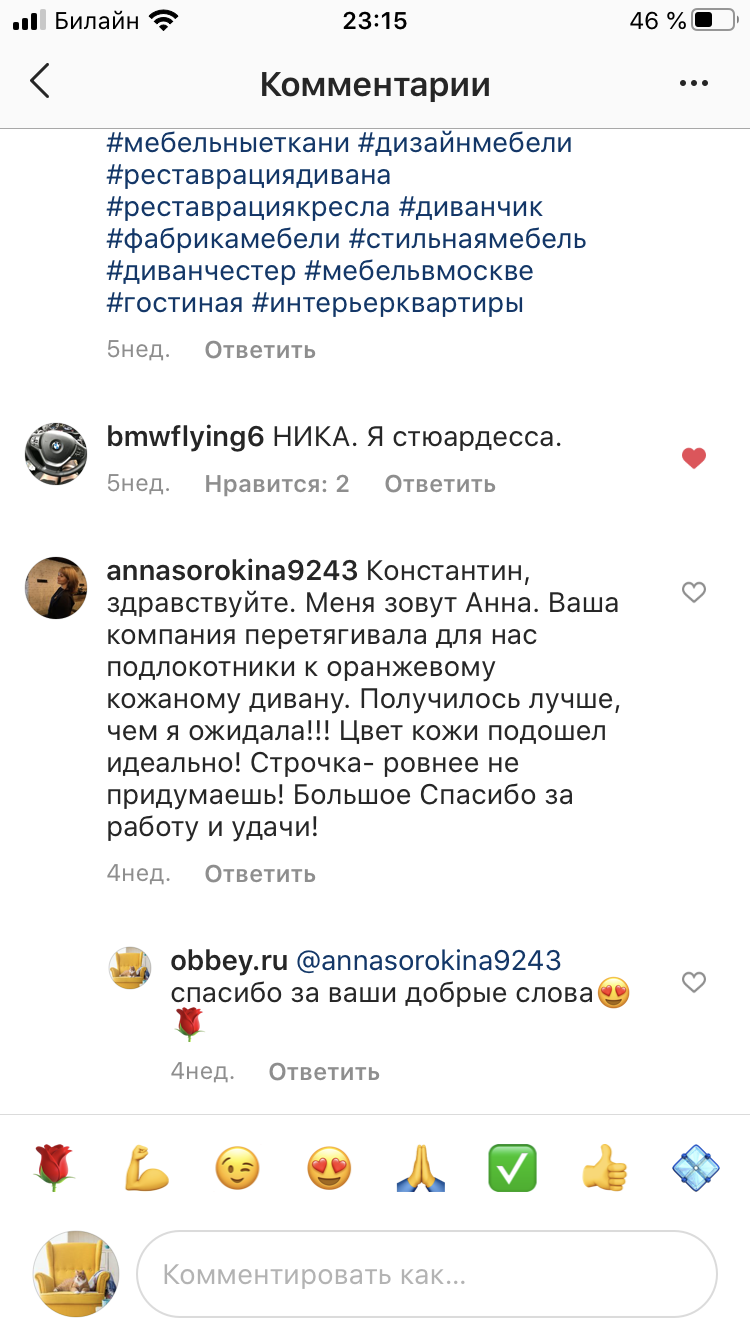 Билайн 23:15 46 %
Комментарии
#мебельныеткани #дизайнмебели
#реставрациядивана
#реставрациякресла #диванчик
#фабрикамебели #стильнаямебель
#диванчестер #мебельвмоскве
#гостиная #интерьерквартиры
5нед. Ответить
bmwflying6 НИКА. Я стюардесса.
5нед. Нравится: 2 Ответить
annasorokina9243 Константин,
здравствуйте. Меня зовут Анна. Ваша
компания перетягивала для нас
подлокотники к оранжевому
кожаному дивану. Получилось лучше,
чем я ожидала!!! Цвет кожи подошел
идеально! Строчка- ровнее не
придумаешь! Большое Спасибо за
работу и удачи!
4нед. Ответить
obbey.ru @annasorokina9243
спасибо за ваши добрые слова😍
🌹
4нед. Ответить
Комментировать как...